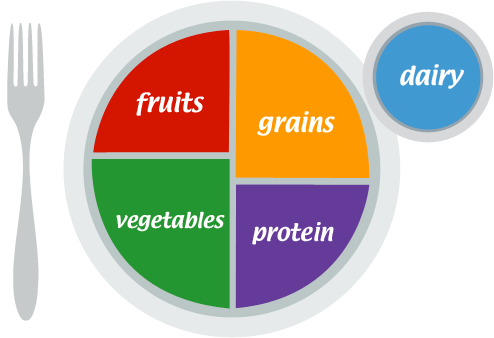 fruits
grains
dairy
vegetables
protein